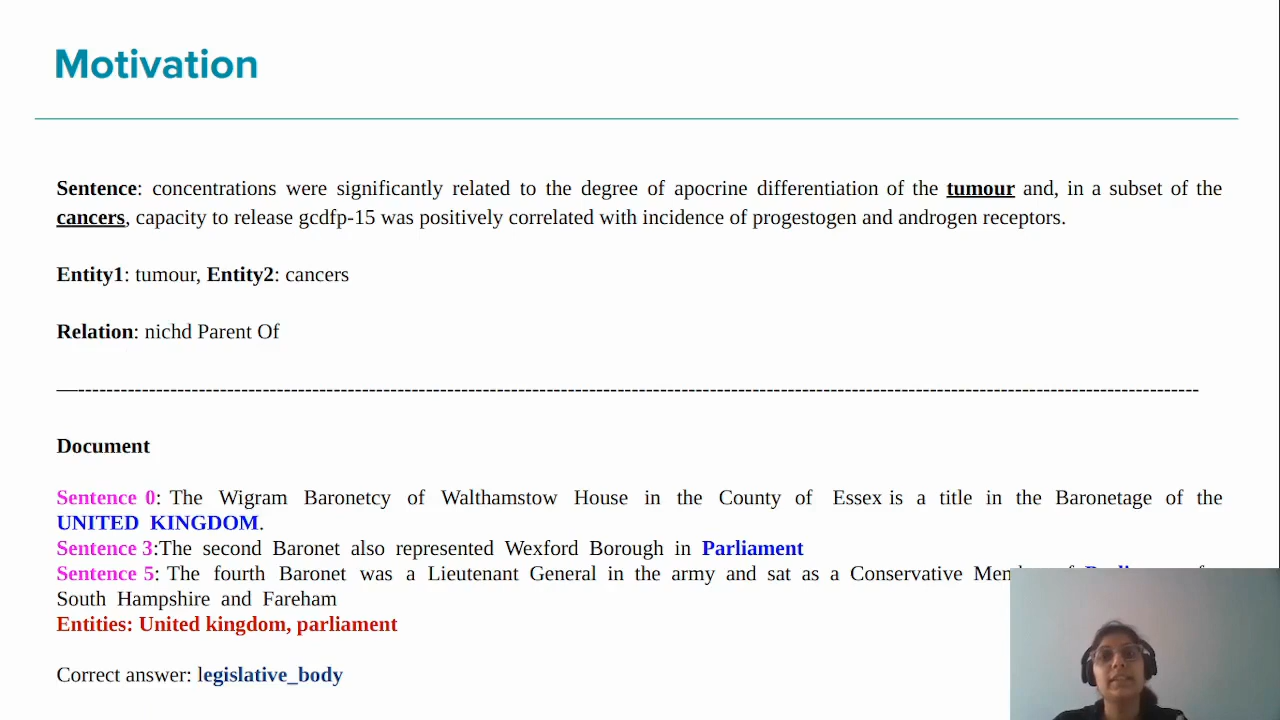 Motivation
Sentence: concentrations were significantly related to the degree of apocrine differentiation of the tumour and, in a subset of the
cancers, capacity to release gcdfp-15 was positively correlated with incidence of progestogen and androgen receptors.
Entity1: tumour, Entity2: cancers
Relation: nichd Parent Of
—--------------------------------------------------------------------------------------------------------------------------------------------------------------
Document
Sentence 0: The Wigram Baronetcy of Walthamstow House in the County of Essex is a title in the Baronetage of the
UNITED KINGDOM.
Sentence 3:The second Baronet also represented Wexford Borough in Parliament
Sentence 5: The fourth Baronet was a Lieutenant General in the army and sat as a Conservative
South Hampshire and Fareham
Entities: United kingdom, parliament
Correct answer: legislative_body